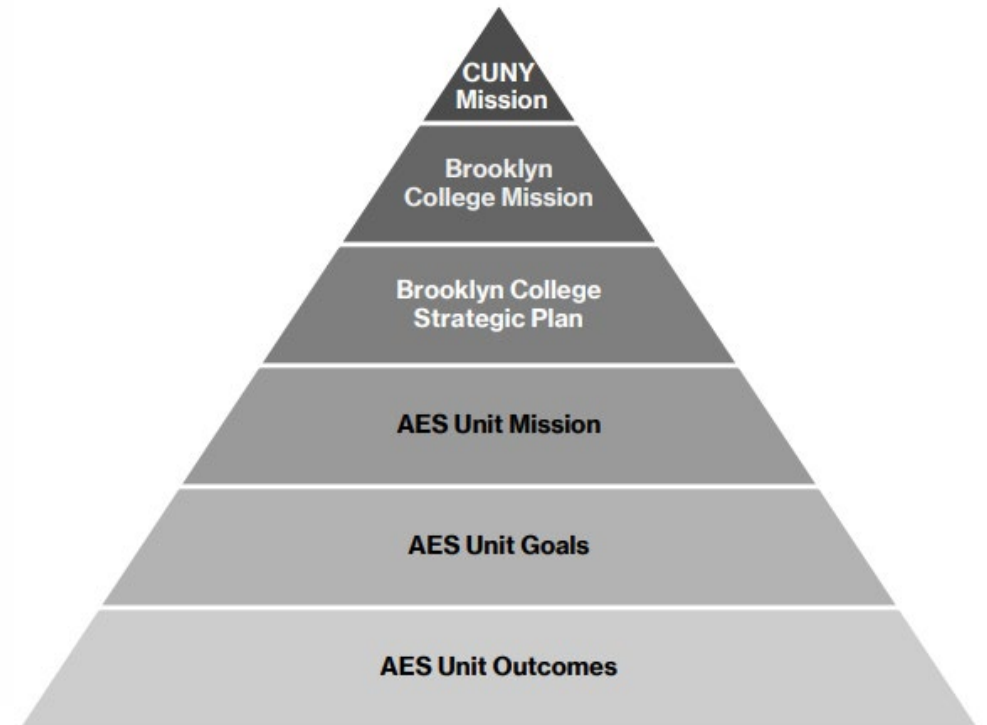 CUNY
Mission
Brooklyn
College Mission
Brooklyn College
Strategic Plan
AES Unit Mission
AES Unit Goals
AES Unit Outcomes